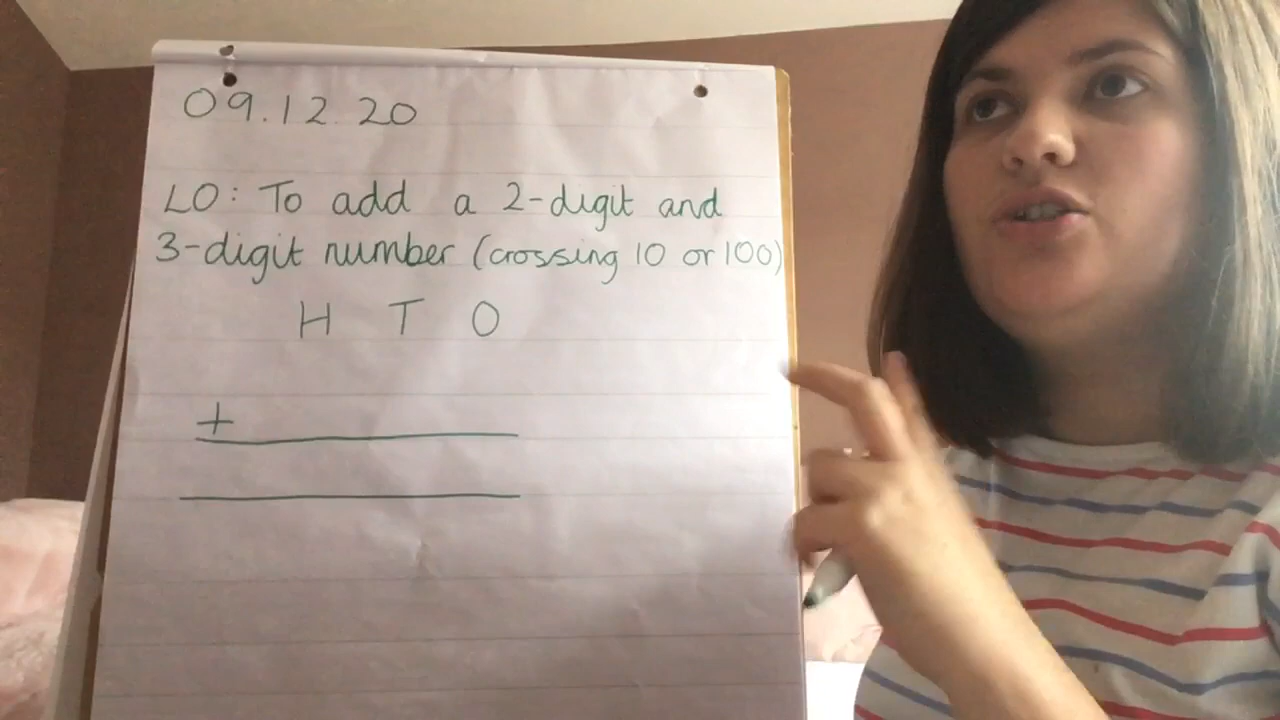 09.12.20
LO: To add a 2-digit and
3-digit number (crossing 10 or 100)
H T O
+